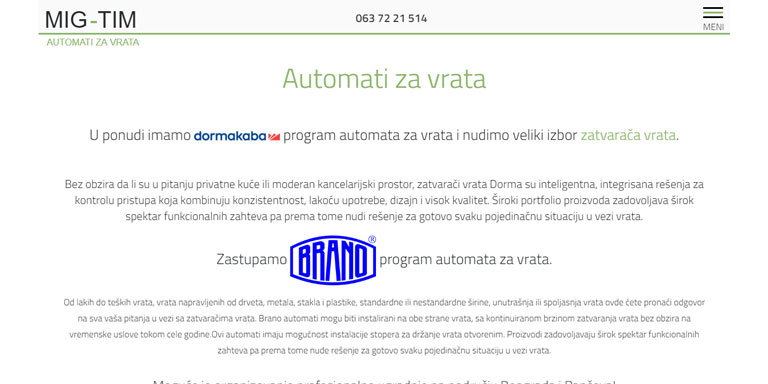 MIG-TIM
063 72 21 514
MENI
AUTOMATI ZA VRATA
Automati za vrata
U ponudi imamo dormakaba program automata za vrata i nudimo veliki izbor zatvarača vrata.
Bez obzira da li su u pitanju privatne kuće ili moderan kancelarijski prostor, zatvarači vrata Dorma su inteligentna, integrisana rešenja za
kontrolu pristupa koja kombinuju konzistentnost, lakoću upotrebe, dizajn i visok kvalitet. Široki portfolio proizvoda zadovoljava širok
spektar funkcionalnih zahteva pa prema tome nudi rešenje za gotovo svaku pojedinačnu situaciju u vezi vrata.
Zastupamo BRANO ® program automata za vrata.
Od lakih do teških vrata, vrata napravljenih od drveta, metala, stakla i plastike, standardne ili nestandardne širine, unutrašnja ili spoljasnja vrata ovde ćete pronaći odgovor
na sva vaša pitanja u vezi sa zatvaračima vrata. Brano automati mogu biti instalirani na obe strane vrata, sa kontinuiranom brzinom zatvaranja vrata bez obzira na
vremenske uslove tokom cele godine.Ovi automati imaju mogućnost instalacije stopera za držanje vrata otvorenim. Proizvodi zadovoljavaju širok spektar funkcionalnih
zahteva pa prema tome nude rešenje za gotovo svaku pojedinačnu situaciju u vezi vrata.